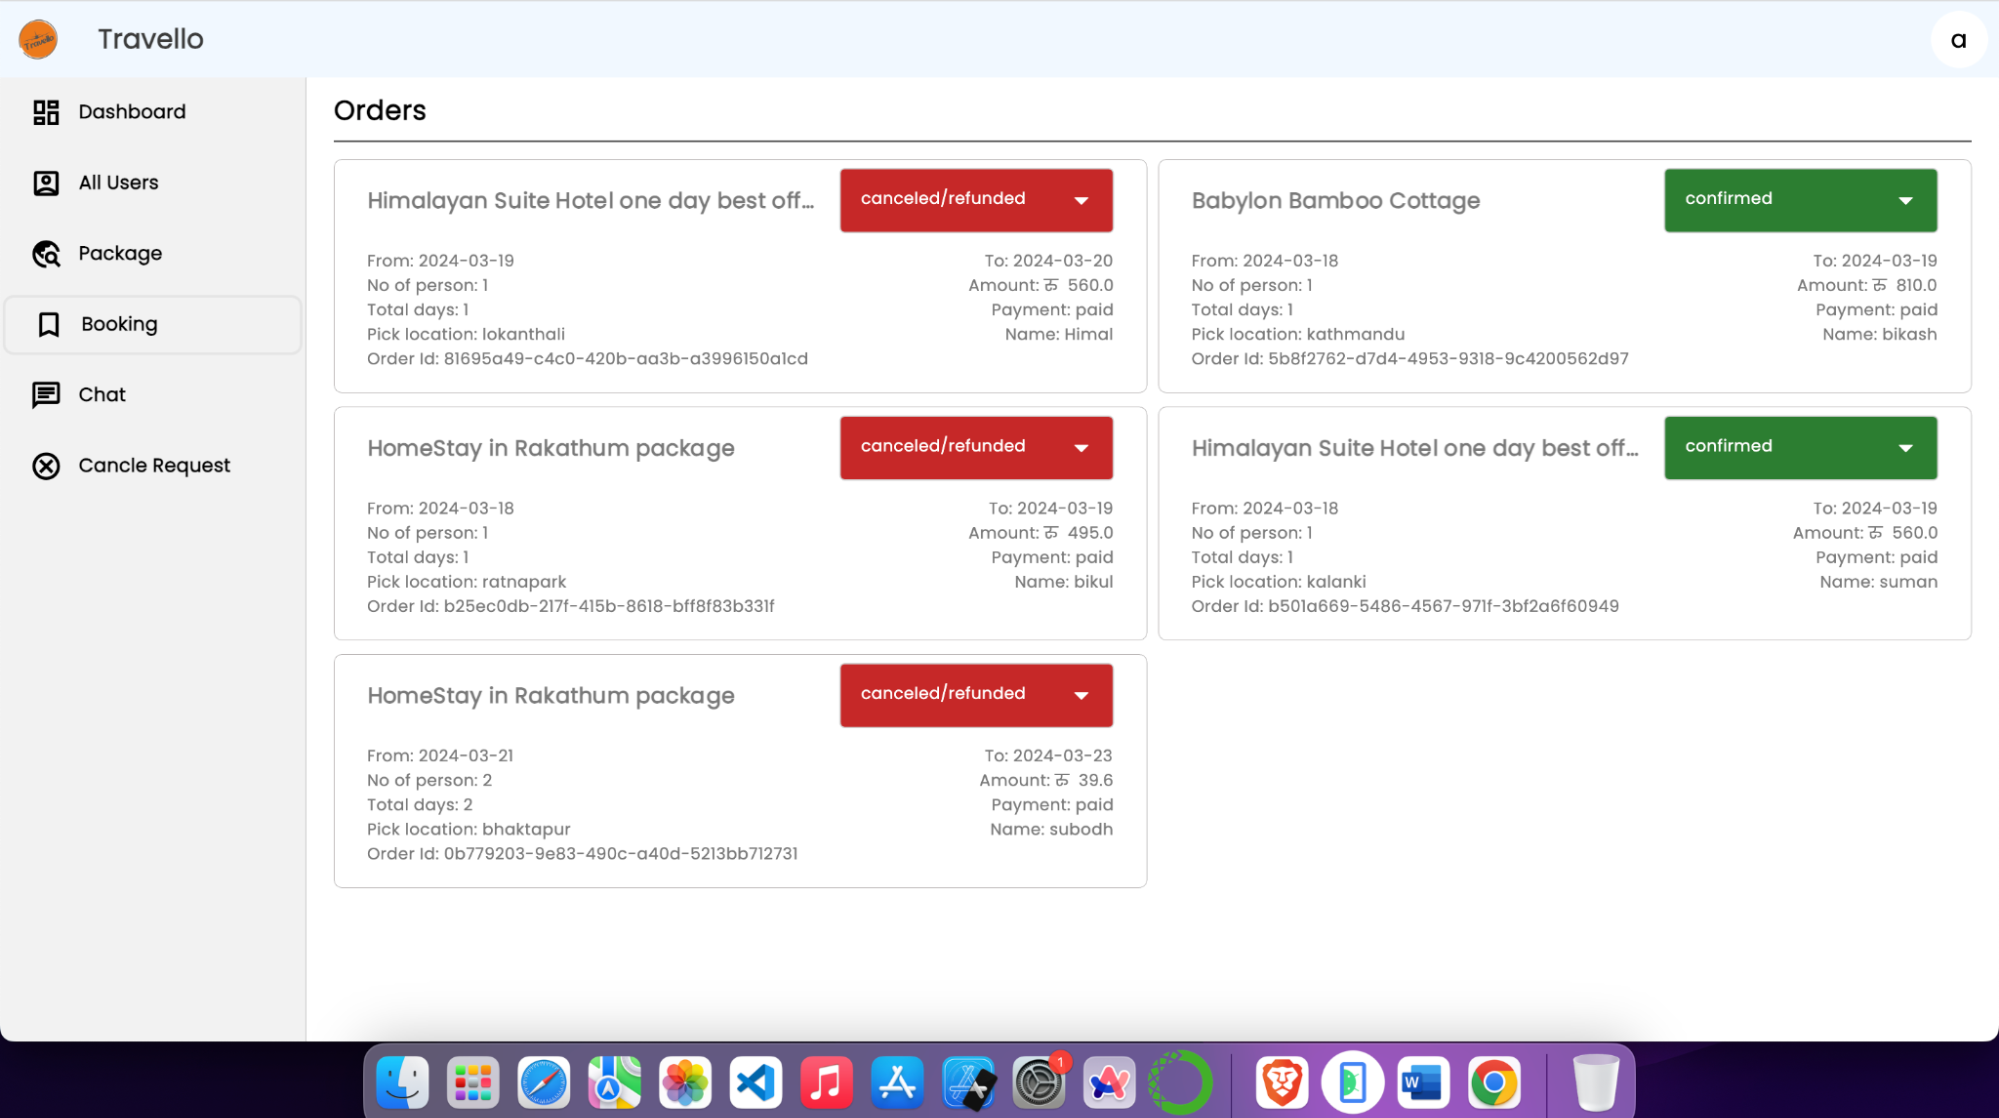 Travello
Travello
a
Dashboard
All Users
Package
Booking
Chat
Cancle Request
Orders
Himalayan Suite Hotel one day best off...
canceled/refunded
From: 2024-03-19
To: 2024-03-20
No of person: 1
Amount: रु 560.0
Total days: 1
Payment: paid
Pick location: lokanthali
Name: Himal
Order Id: 81695a49-c4c0-420b-aa3b-a3996150a1cd
Babylon Bamboo Cottage
confirmed
From: 2024-03-18
To: 2024-03-19
No of person: 1
Amount: रु 810.0
Total days: 1
Payment: paid
Pick location: kathmandu
Name: bikash
Order Id: 5b8f2762-d7d4-4953-9318-9c4200562d97
HomeStay in Rakathum package
canceled/refunded
From: 2024-03-18
To: 2024-03-19
No of person: 1
Amount: रु 495.0
Total days: 1
Payment: paid
Pick location: ratnapark
Name: bikul
Order Id: b25ec0db-217f-415b-8618-bff8f83b331f
Himalayan Suite Hotel one day best off...
confirmed
From: 2024-03-18
To: 2024-03-19
No of person: 1
Amount: रु 560.0
Total days: 1
Payment: paid
Pick location: kalanki
Name: suman
Order Id: b501a669-5486-4567-971f-3bf2a6f60949
HomeStay in Rakathum package
canceled/refunded
From: 2024-03-21
To: 2024-03-23
No of person: 2
Amount: रु 39.6
Total days: 2
Payment: paid
Pick location: bhaktapur
Name: subodh
Order Id: 0b779203-9e83-490c-a40d-5213bb712731
1
W